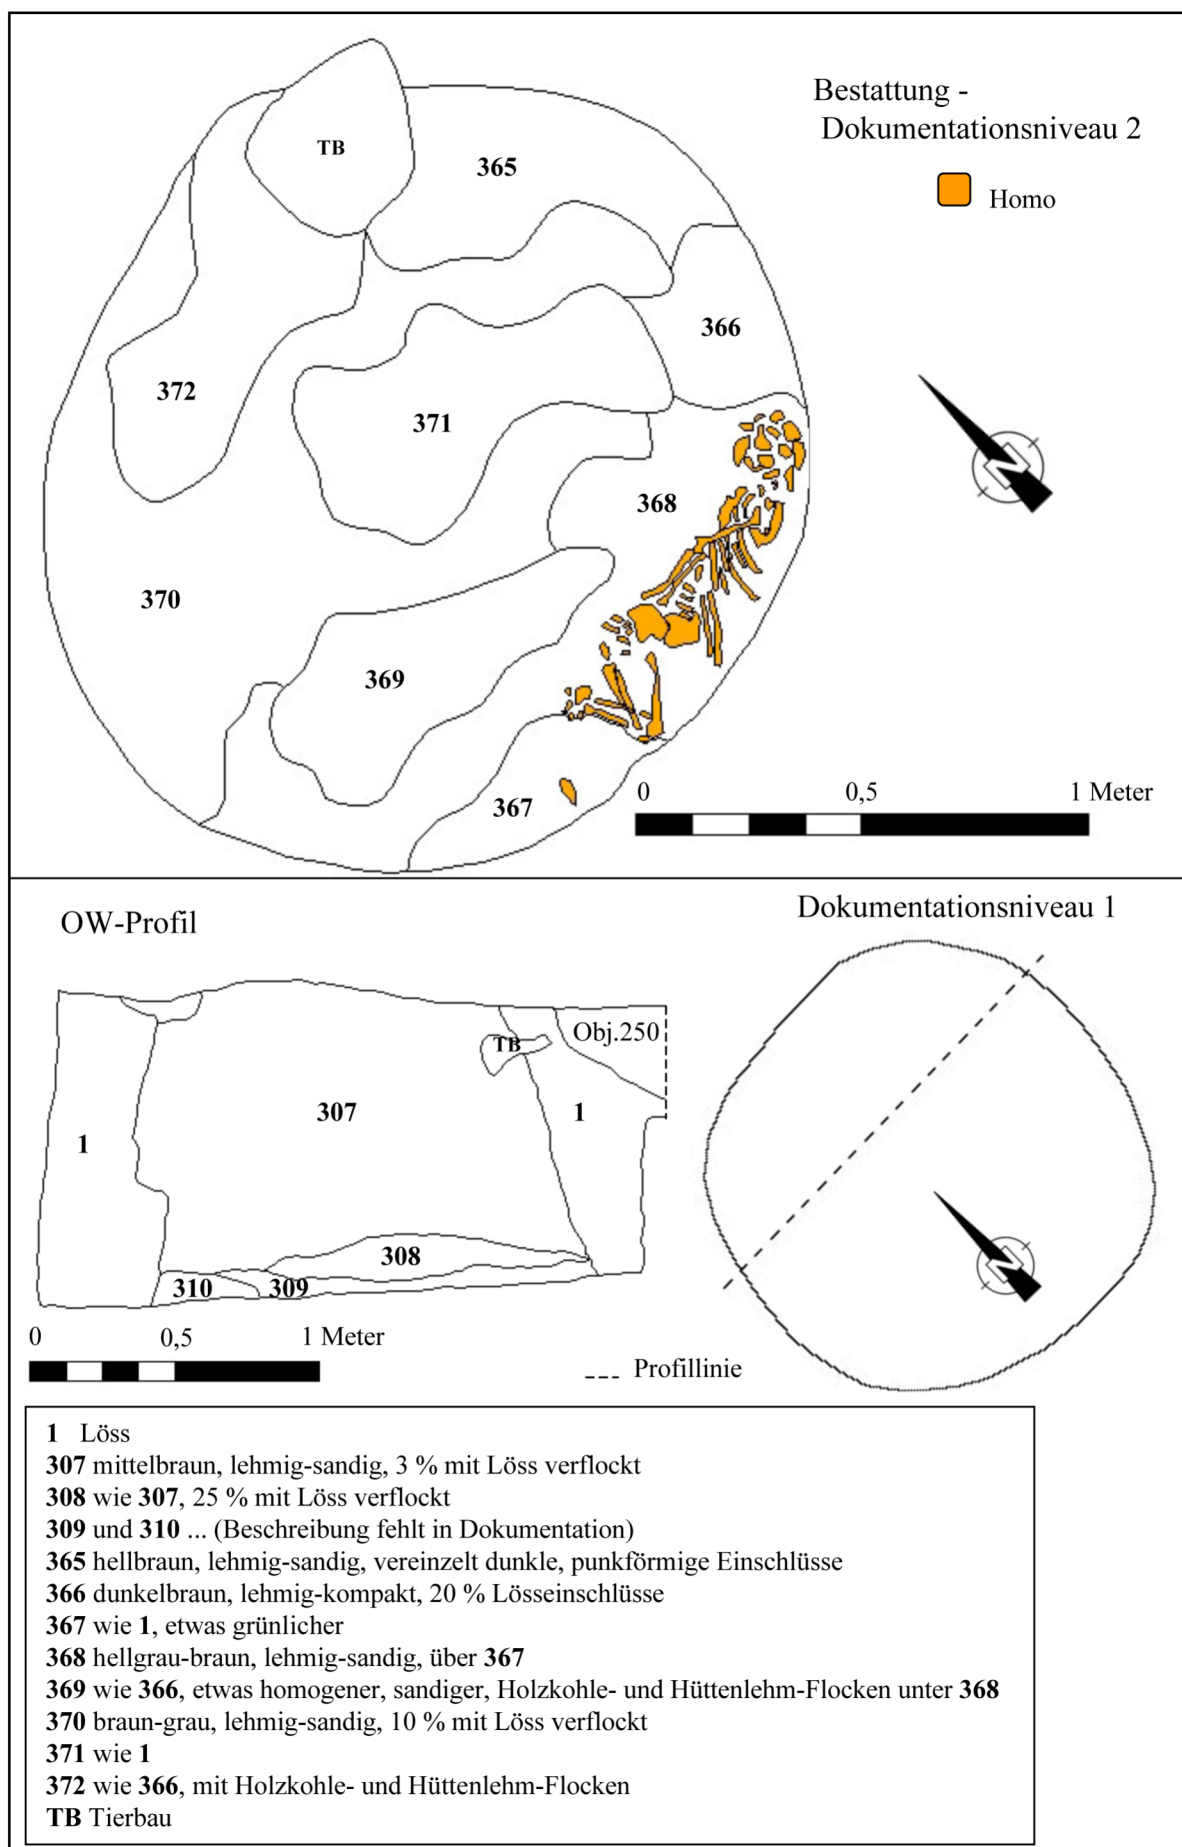 Bestattung -
Dokumentationsniveau 2
Homo
TB
365
366
372
371
368
370
369
367
0 0,5 1 Meter
N
OW-Profil
Dokumentationsniveau 1
Obj.250
TB
307
1
1
308
310
309
N
0 0,5 1 Meter
Profillinie
1 Löss
307 mittelbraun, lehmig-sandig, 3 % mit Löss verflockt
308 wie 307, 25 % mit Löss verflockt
309 und 310 ... (Beschreibung fehlt in Dokumentation)
365 hellbraun, lehmig-sandig, vereinzelt dunkle, punkförmige Einschlüsse
366 dunkelbraun, lehmig-kompakt, 20 % Lösseinschlüsse
367 wie 1, etwas grünlicher
368 hellgrau-braun, lehmig-sandig, über 367
369 wie 366, etwas homogener, sandiger, Holzkohle- und Hüttenlehm-Flocken unter 368
370 braun-grau, lehmig-sandig, 10 % mit Löss verflockt
371 wie 1
372 wie 366, mit Holzkohle- und Hüttenlehm-Flocken
TB Tierbau